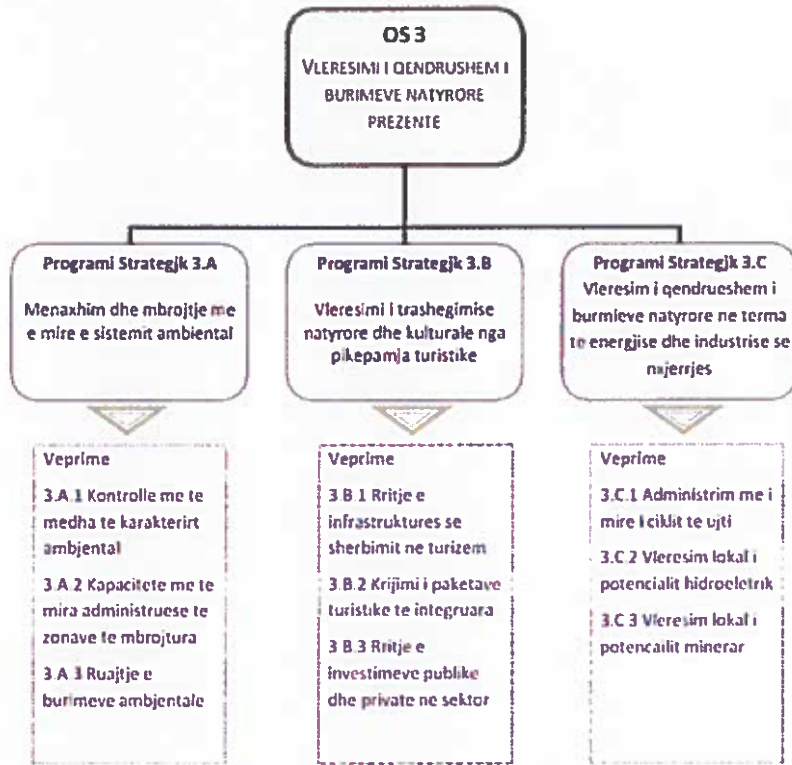 OS 3
VLERESIMI I QENDRUSHEM I
BURIMEVE NATYRORE
PREZENTE
Programi Strategjk 3.A
Menaxhim dhe mbrojtje me
e mire e sistemit ambiental
Programi Strategjk 3.B
Vleresimi i trashegimise
natyrore dhe kulturale nga
pikepamja turistike
Programi Strategjk 3.C
Vleresim i qendrueshem i
burmieve natyrore ne terma
te energjise dhe industrise se
nxjerrjes
Veprime
3.A.1 Kontrolle me te
medha te karakterirt
ambjental
3.A.2 Kapacitete me te
mira administruese te
zonave te mbrojtura
3.A.3 Ruajtje e
burimeve ambjentale
Veprime
3.B.1 Rritje e
infrastruktures se
sherbimit ne turizem
3.B.2 Krijimi i paketave
turistike te integruara
3.B.3 Rritje e
investimeve publike
dhe private ne sektor
Veprime
3.C.1 Administrim me i
mire i ciklit te ujti
3.C.2 Vleresim lokal i
potencialit hidroeletrik
3.C.3 Vleresim lokal i
potencailit minerar